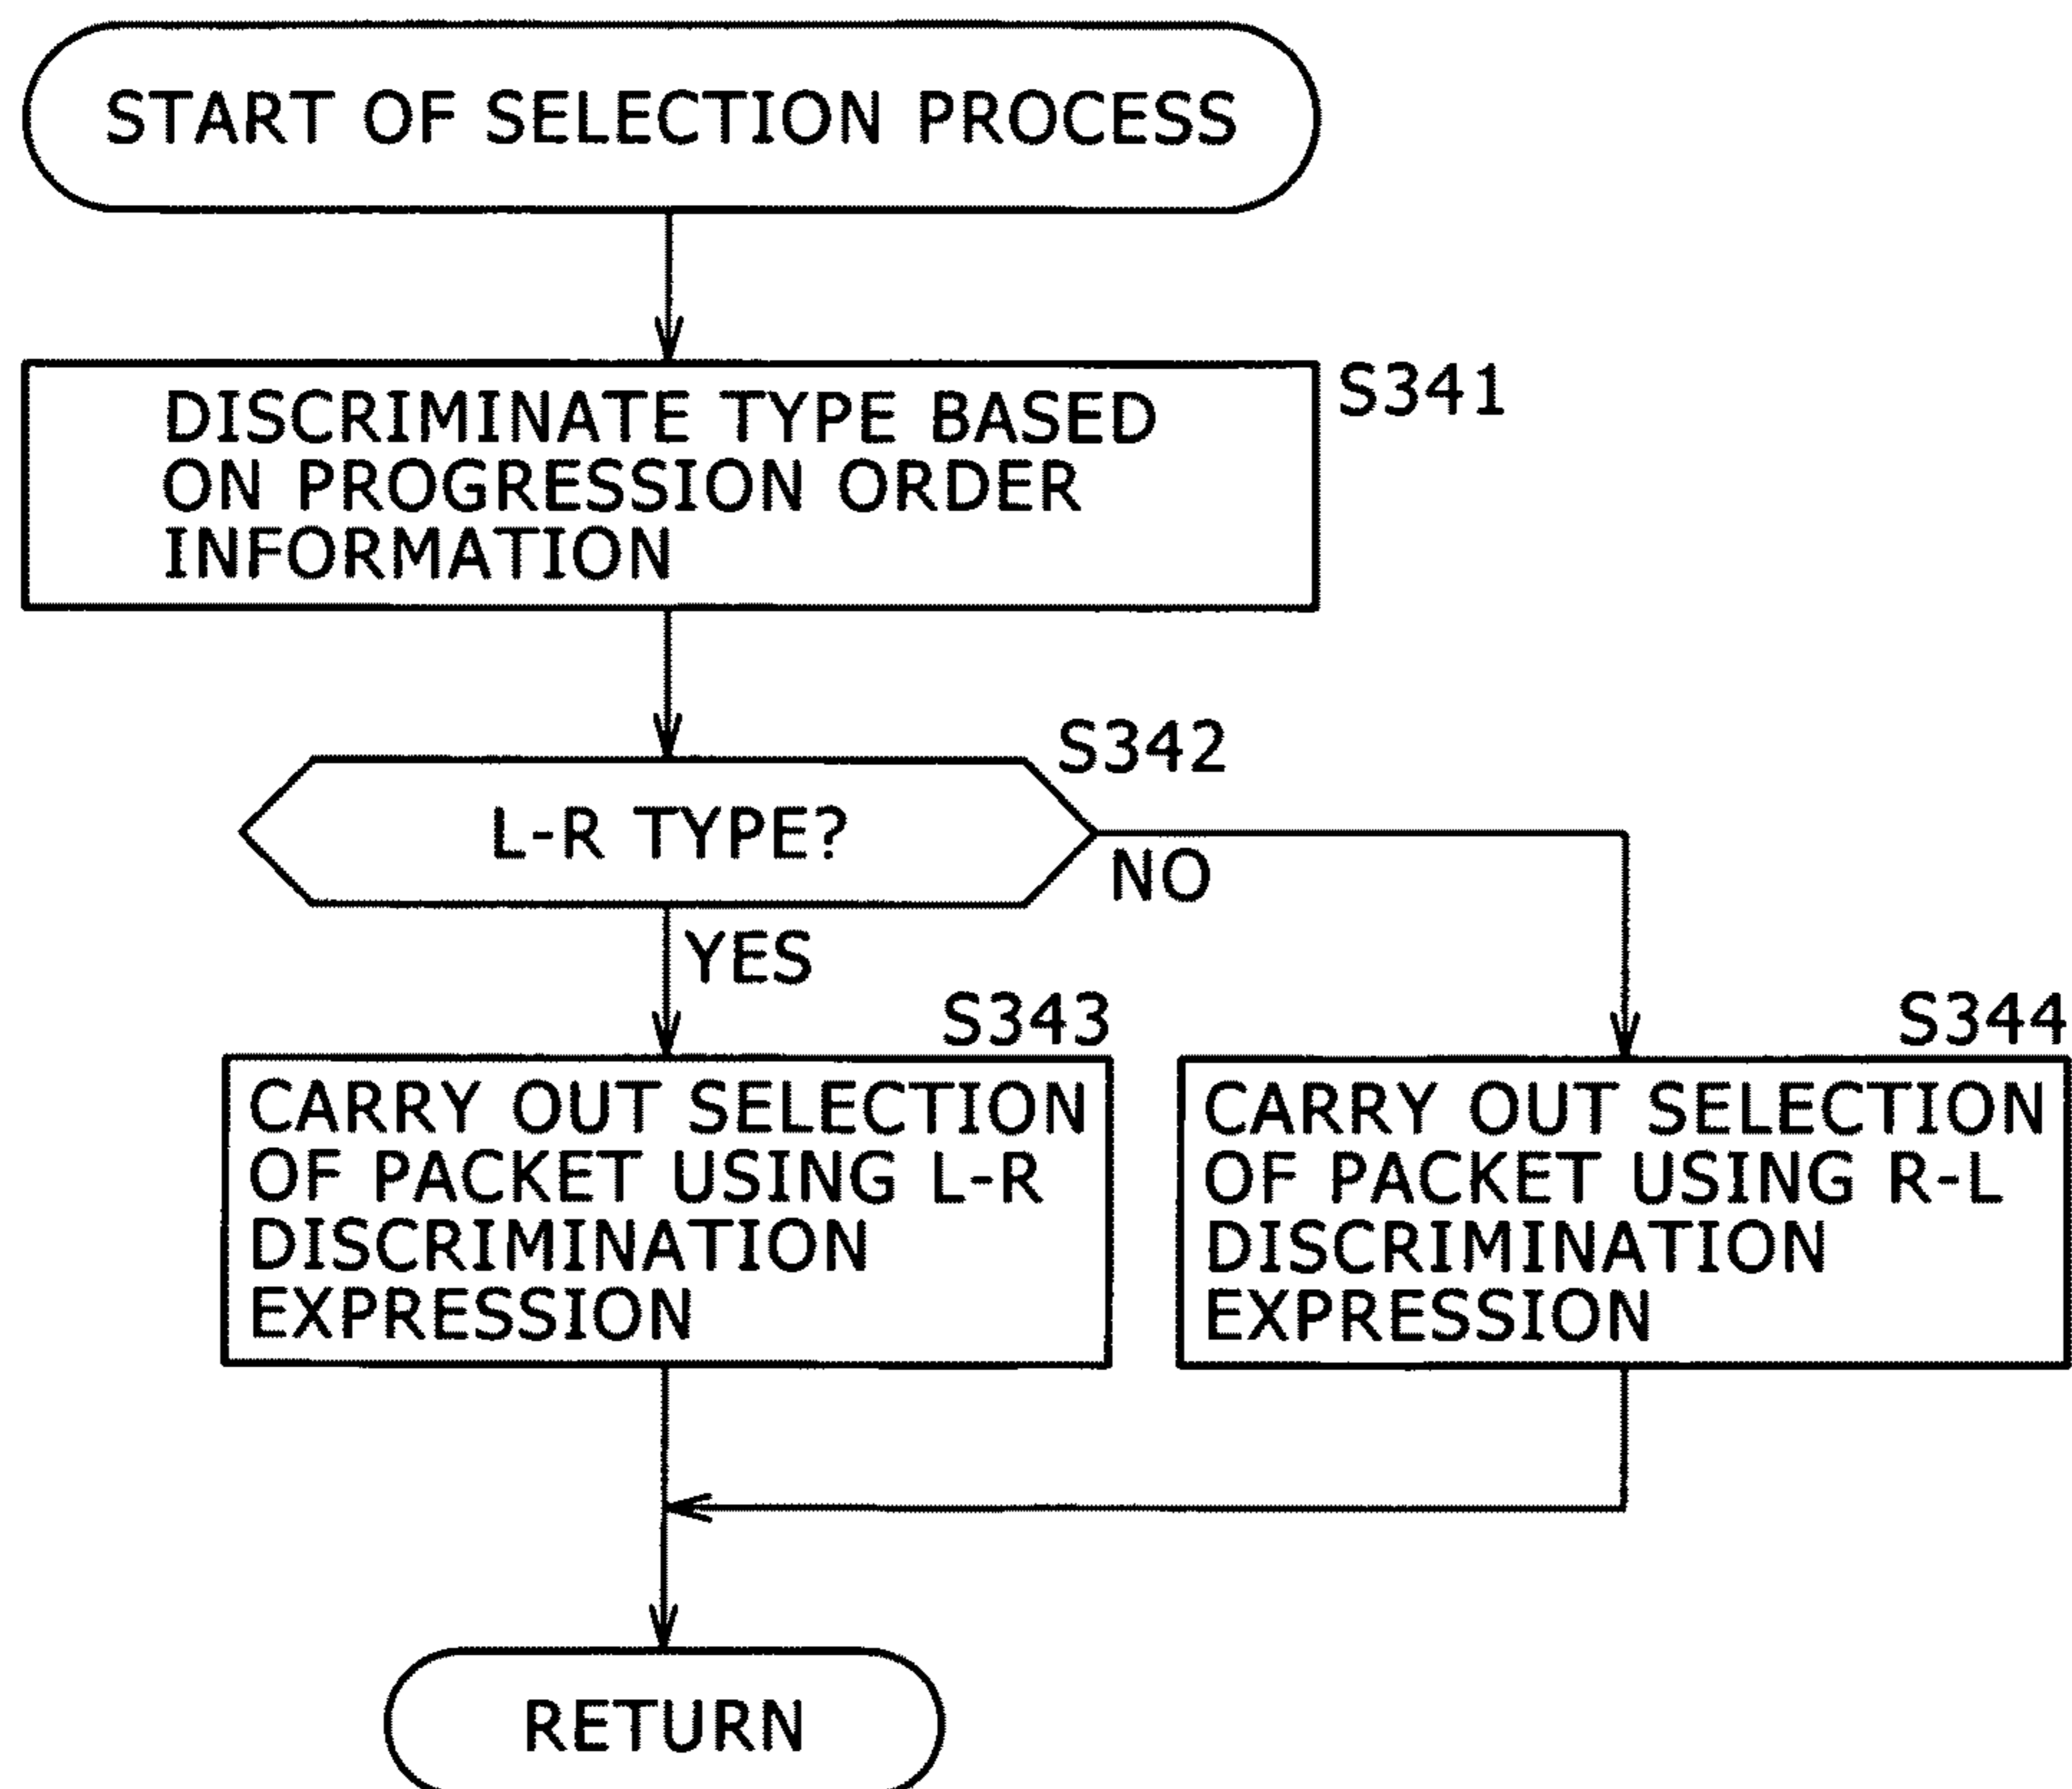 START OF SELECTION PROCESS
S341
DISCRIMINATE TYPE BASED
ON PROGRESSION ORDER
INFORMATION
S342
L-R TYPE?
NO
YES
S343
CARRY OUT SELECTION
OF PACKET USING L-R
DISCRIMINATION
EXPRESSION
S344
CARRY OUT SELECTION
OF PACKET USING R-L
DISCRIMINATION
EXPRESSION
RETURN